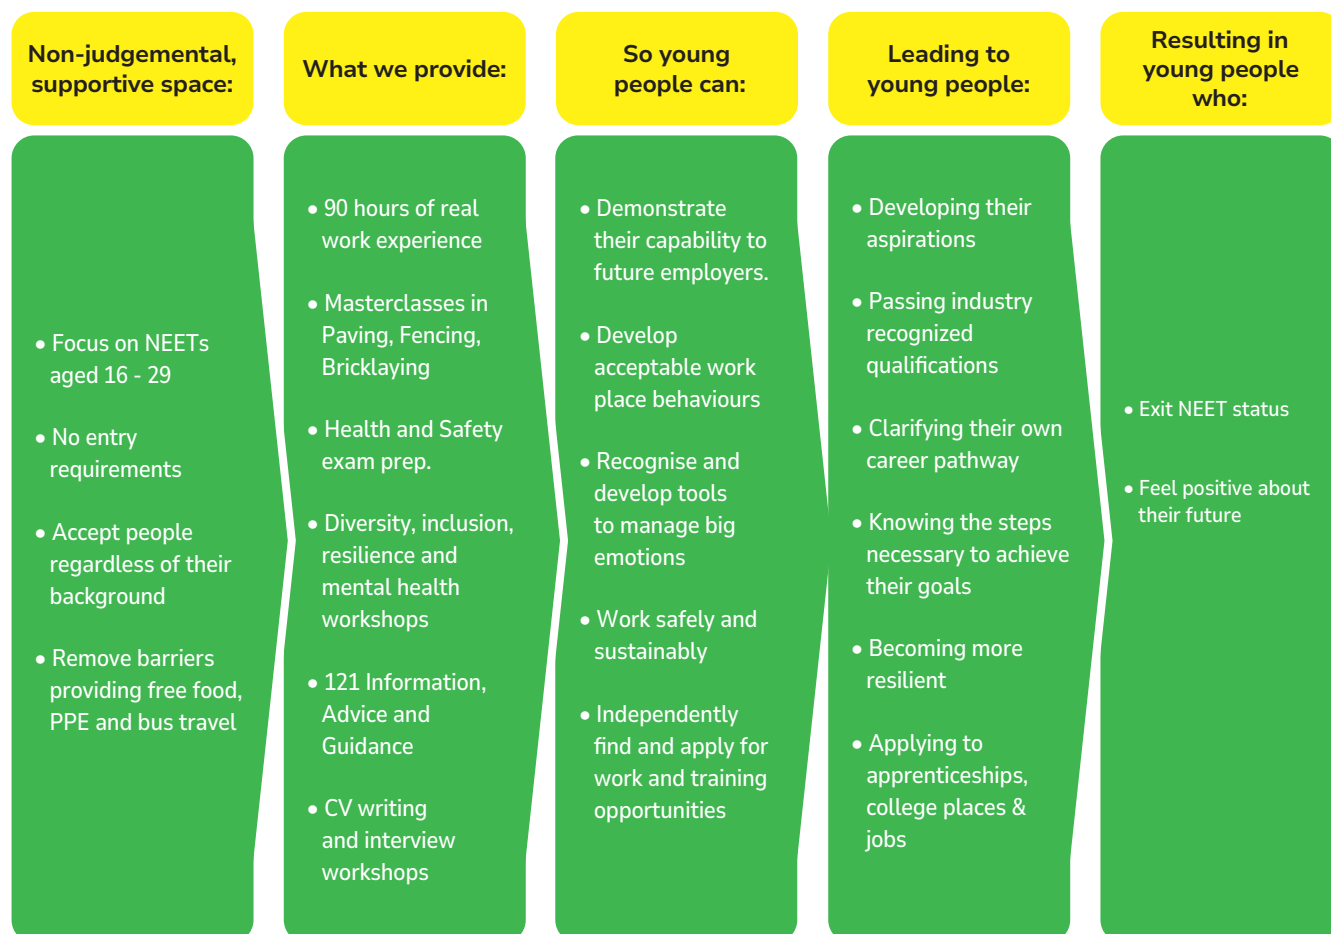 Non-judgemental,
supportive space:
• Focus on NEETs
aged 16 - 29
• No entry
requirements
• Accept people
regardless of their
background
• Remove barriers
providing free food,
PPE and bus travel
What we provide:
• 90 hours of real
work experience
• Masterclasses in
Paving, Fencing,
Bricklaying
• Health and Safety
exam prep.
• Diversity, inclusion,
resilience and
mental health
workshops
• 121 Information,
Advice and
Guidance
• CV writing
and interview
workshops
So young
people can:
• Demonstrate
their capability to
future employers.
• Develop
acceptable work
place behaviours
• Recognise and
develop tools
to manage big
emotions
• Work safely and
sustainably
• Independently
find and apply for
work and training
opportunities
Leading to
young people:
• Developing their
aspirations
• Passing industry
recognized
qualifications
• Clarifying their own
career pathway
• Knowing the steps
necessary to achieve
their goals
• Becoming more
resilient
• Applying to
apprenticeships,
college places &
jobs
Resulting in
young people
who:
• Exit NEET status
• Feel positive about
their future